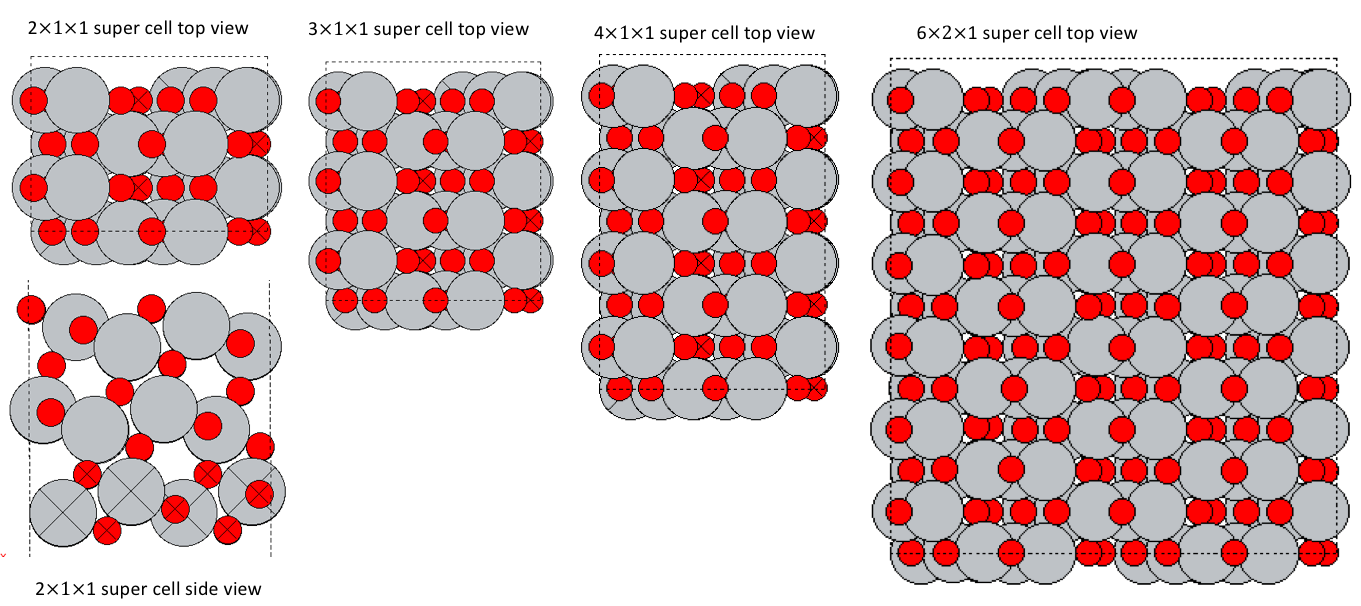 2×1×1 super cell top view
3×1×1 super cell top view
4×1×1 super cell top view
6×2×1 super cell top view
2×1×1 super cell side view